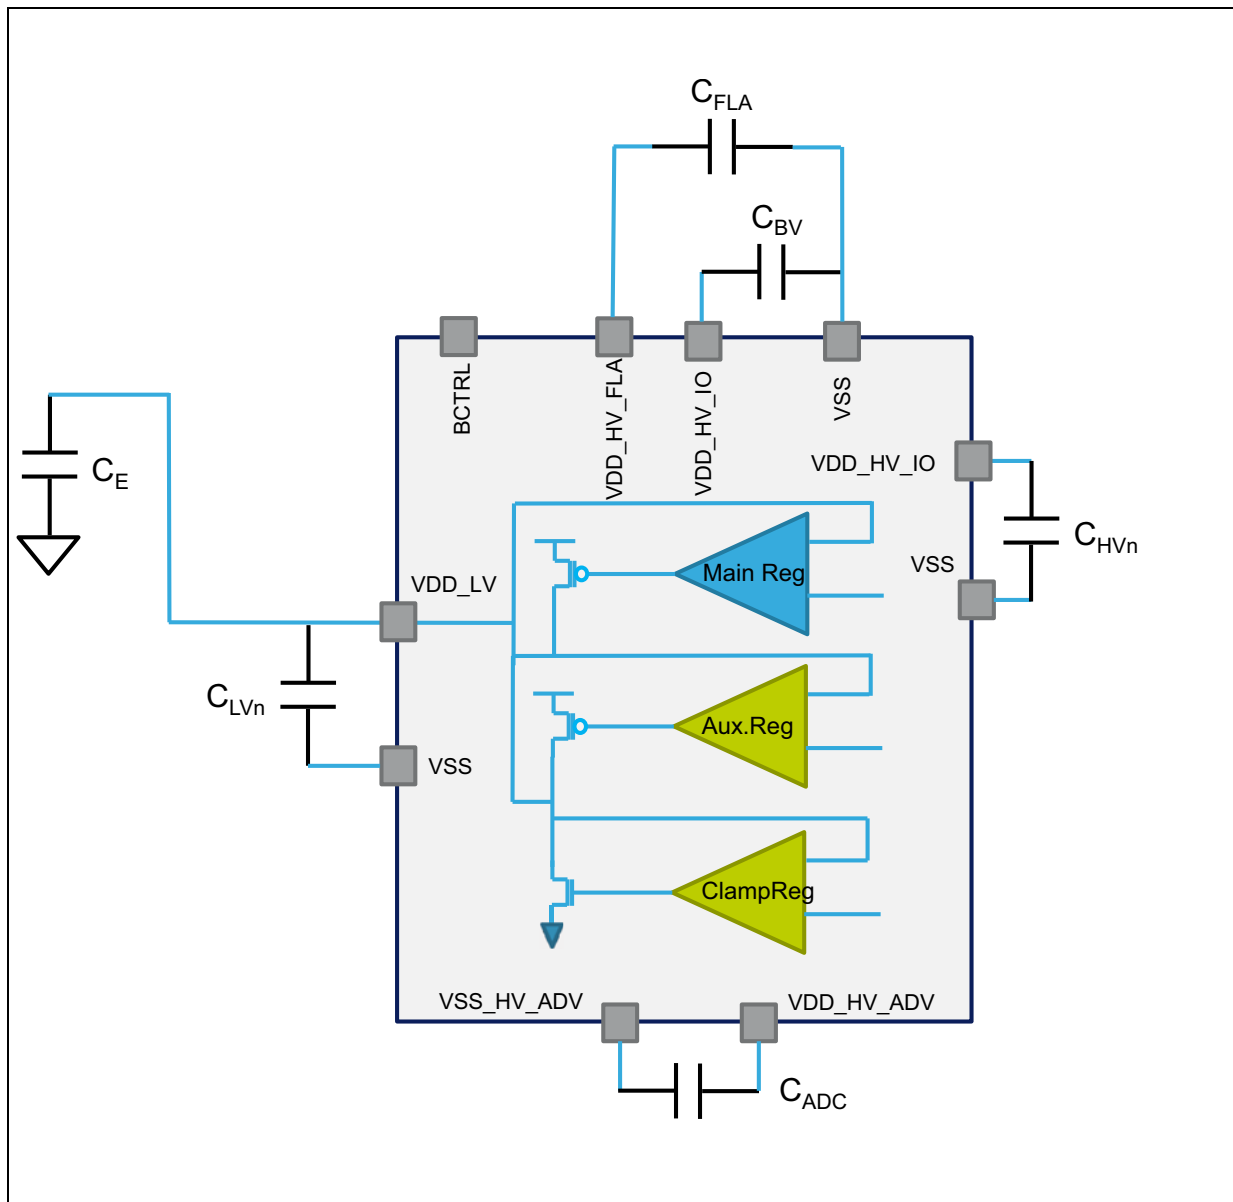 CFLA
CBV
BCTRL
VDD_HV_FLA
VDD_HV_IO
VSS
CE
VDD_HV_IO
CHVn
VSS
Main Reg
VDD_LV
CLVn
Aux.Reg
VSS
ClampReg
VSS_HV_ADV
VDD_HV_ADV
CADC